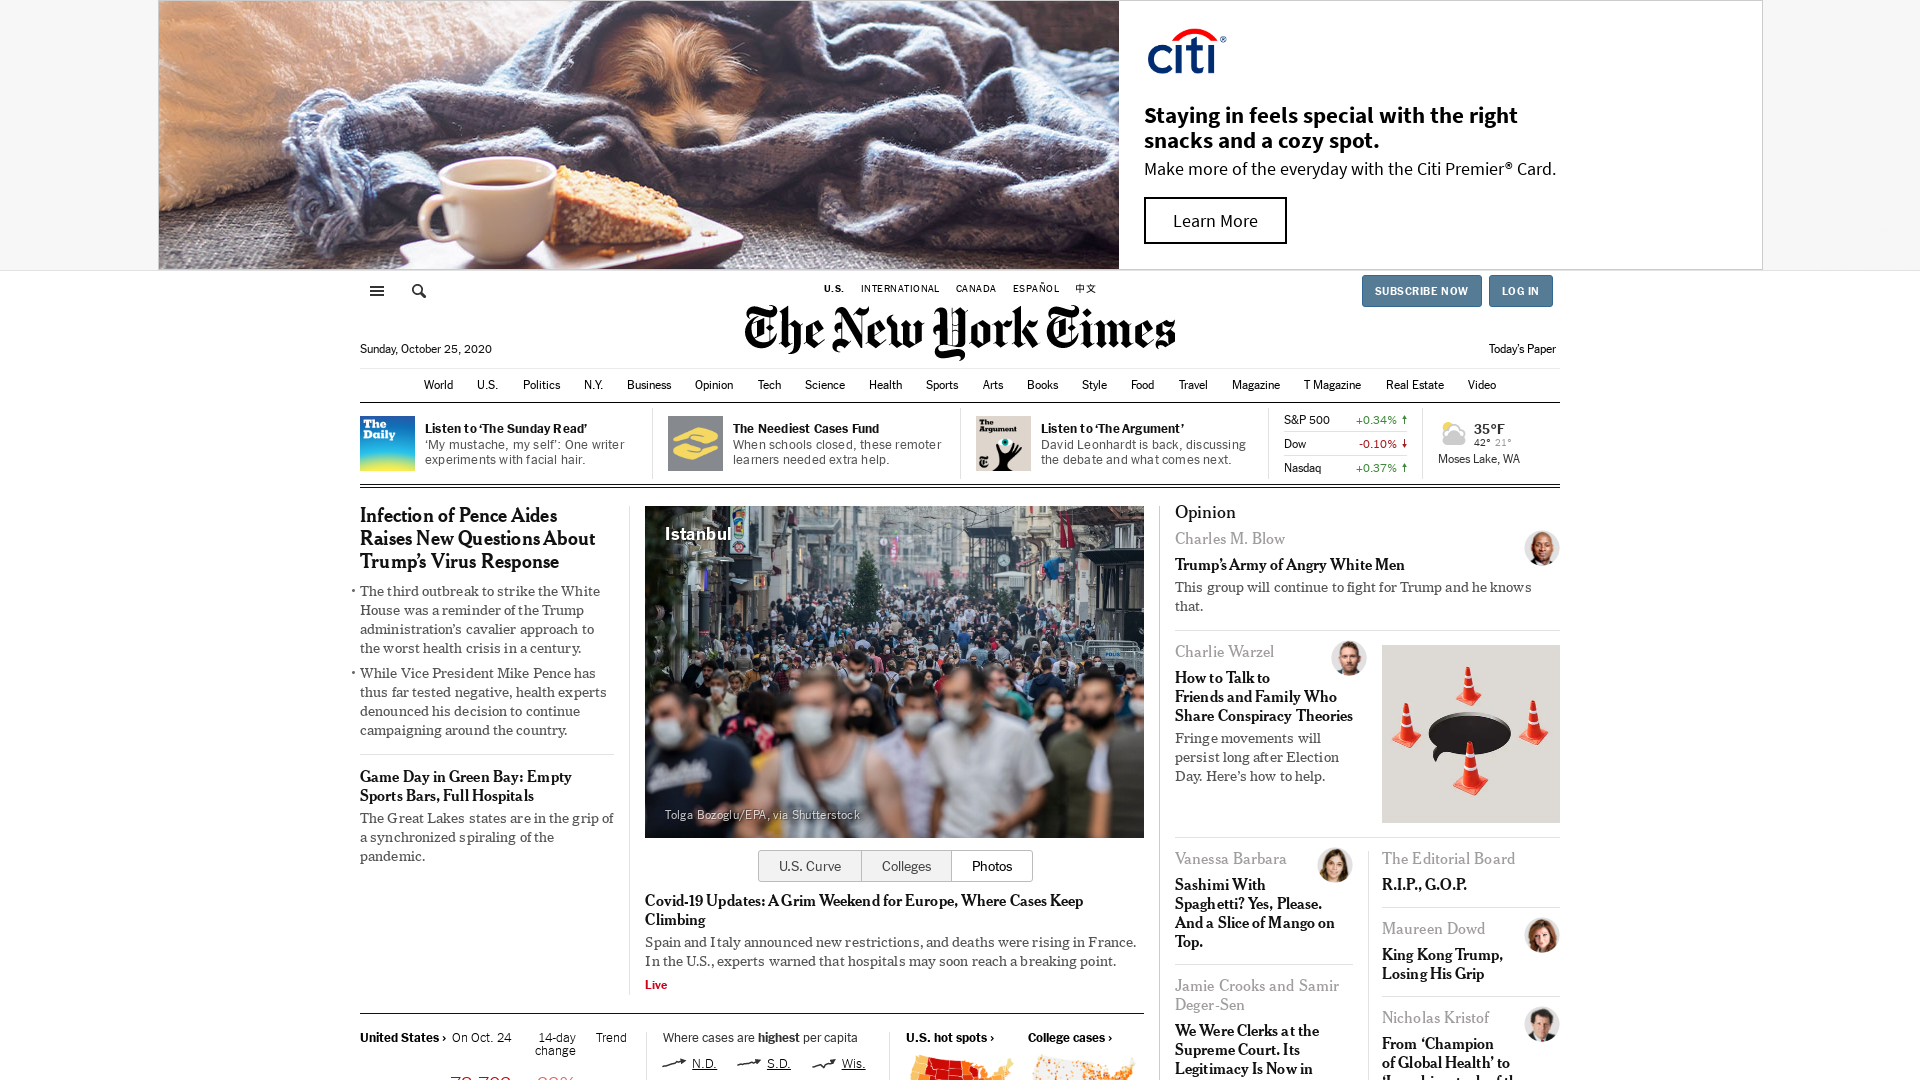 citi®
Staying in feels special with the right
snacks and a cozy spot.
Make more of the everyday with the Citi Premier® Card.
Learn More
U.S. INTERNATIONAL CANADA ESPAÑOL 中文
SUBSCRIBE NOW LOG IN
The New York Times
Sunday, October 25, 2020
Today's Paper
World U.S. Politics N.Y. Business Opinion Tech Science Health Sports Arts Books Style Food Travel Magazine T Magazine Real Estate Video
The
Daily
Listen to ‘The Sunday Read’
‘My mustache, my self’: One writer
experiments with facial hair.
The Neediest Cases Fund
When schools closed, these remoter
learners needed extra help.
The
Argument
Listen to ‘The Argument’
David Leonhardt is back, discussing
the debate and what comes next.
S&P 500 +0.34%
Dow -0.10%
Nasdaq +0.37%
35°F
42° 21°
Moses Lake, WA
Infection of Pence Aides
Raises New Questions About
Trump’s Virus Response
• The third outbreak to strike the White
House was a reminder of the Trump
administration’s cavalier approach to
the worst health crisis in a century.
• While Vice President Mike Pence has
thus far tested negative, health experts
denounced his decision to continue
campaigning around the country.
Game Day in Green Bay: Empty
Sports Bars, Full Hospitals
The Great Lakes states are in the grip of
a synchronized spiraling of the
pandemic.
Istanbul
Tolga Bozoglu/EPA, via Shutterstock
U.S. Curve Colleges Photos
Covid-19 Updates: A Grim Weekend for Europe, Where Cases Keep
Climbing
Spain and Italy announced new restrictions, and deaths were rising in France.
In the U.S., experts warned that hospitals may soon reach a breaking point.
Live
United States › On Oct. 24 14-day
change
Trend
Where cases are highest per capita
N.D. S.D. Wis.
U.S. hot spots › College cases ›
Opinion
Charles M. Blow
Trump’s Army of Angry White Men
This group will continue to fight for Trump and he knows
that.
Charlie Warzel
How to Talk to
Friends and Family Who
Share Conspiracy Theories
Fringe movements will
persist long after Election
Day. Here’s how to help.
Vanessa Barbara
Sashimi With
Spaghetti? Yes, Please.
And a Slice of Mango on
Top.
Jamie Crooks and Samir
Deger-Sen
We Were Clerks at the
Supreme Court. Its
Legitimacy Is Now in
The Editorial Board
R.I.P., G.O.P.
Maureen Dowd
King Kong Trump,
Losing His Grip
Nicholas Kristof
From ‘Champion
of Global Health’ to